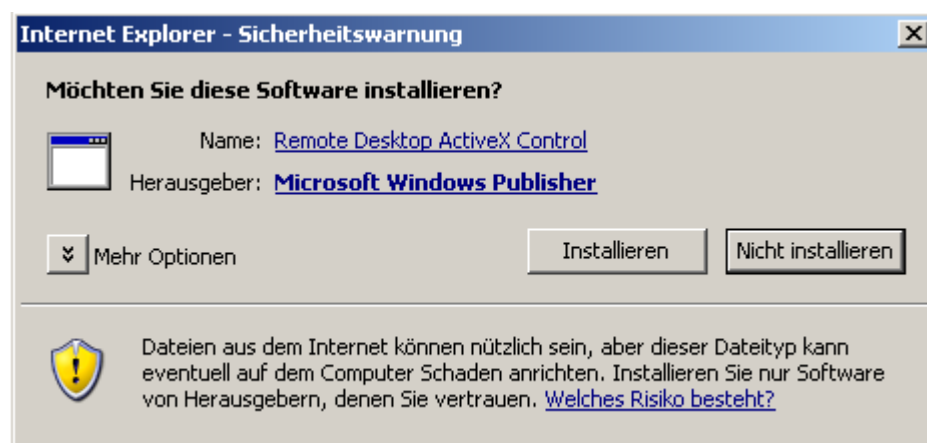 Internet Explorer - Sicherheitswarnung
Möchten Sie diese Software installieren?
Name: Remote Desktop ActiveX Control
Herausgeber: Microsoft Windows Publisher
Mehr Optionen
Installieren
Nicht installieren
Dateien aus dem Internet können nützlich sein, aber dieser Dateityp kann
eventuell auf dem Computer Schaden anrichten. Installieren Sie nur Software
von Herausgebern, denen Sie vertrauen. Welches Risiko besteht?